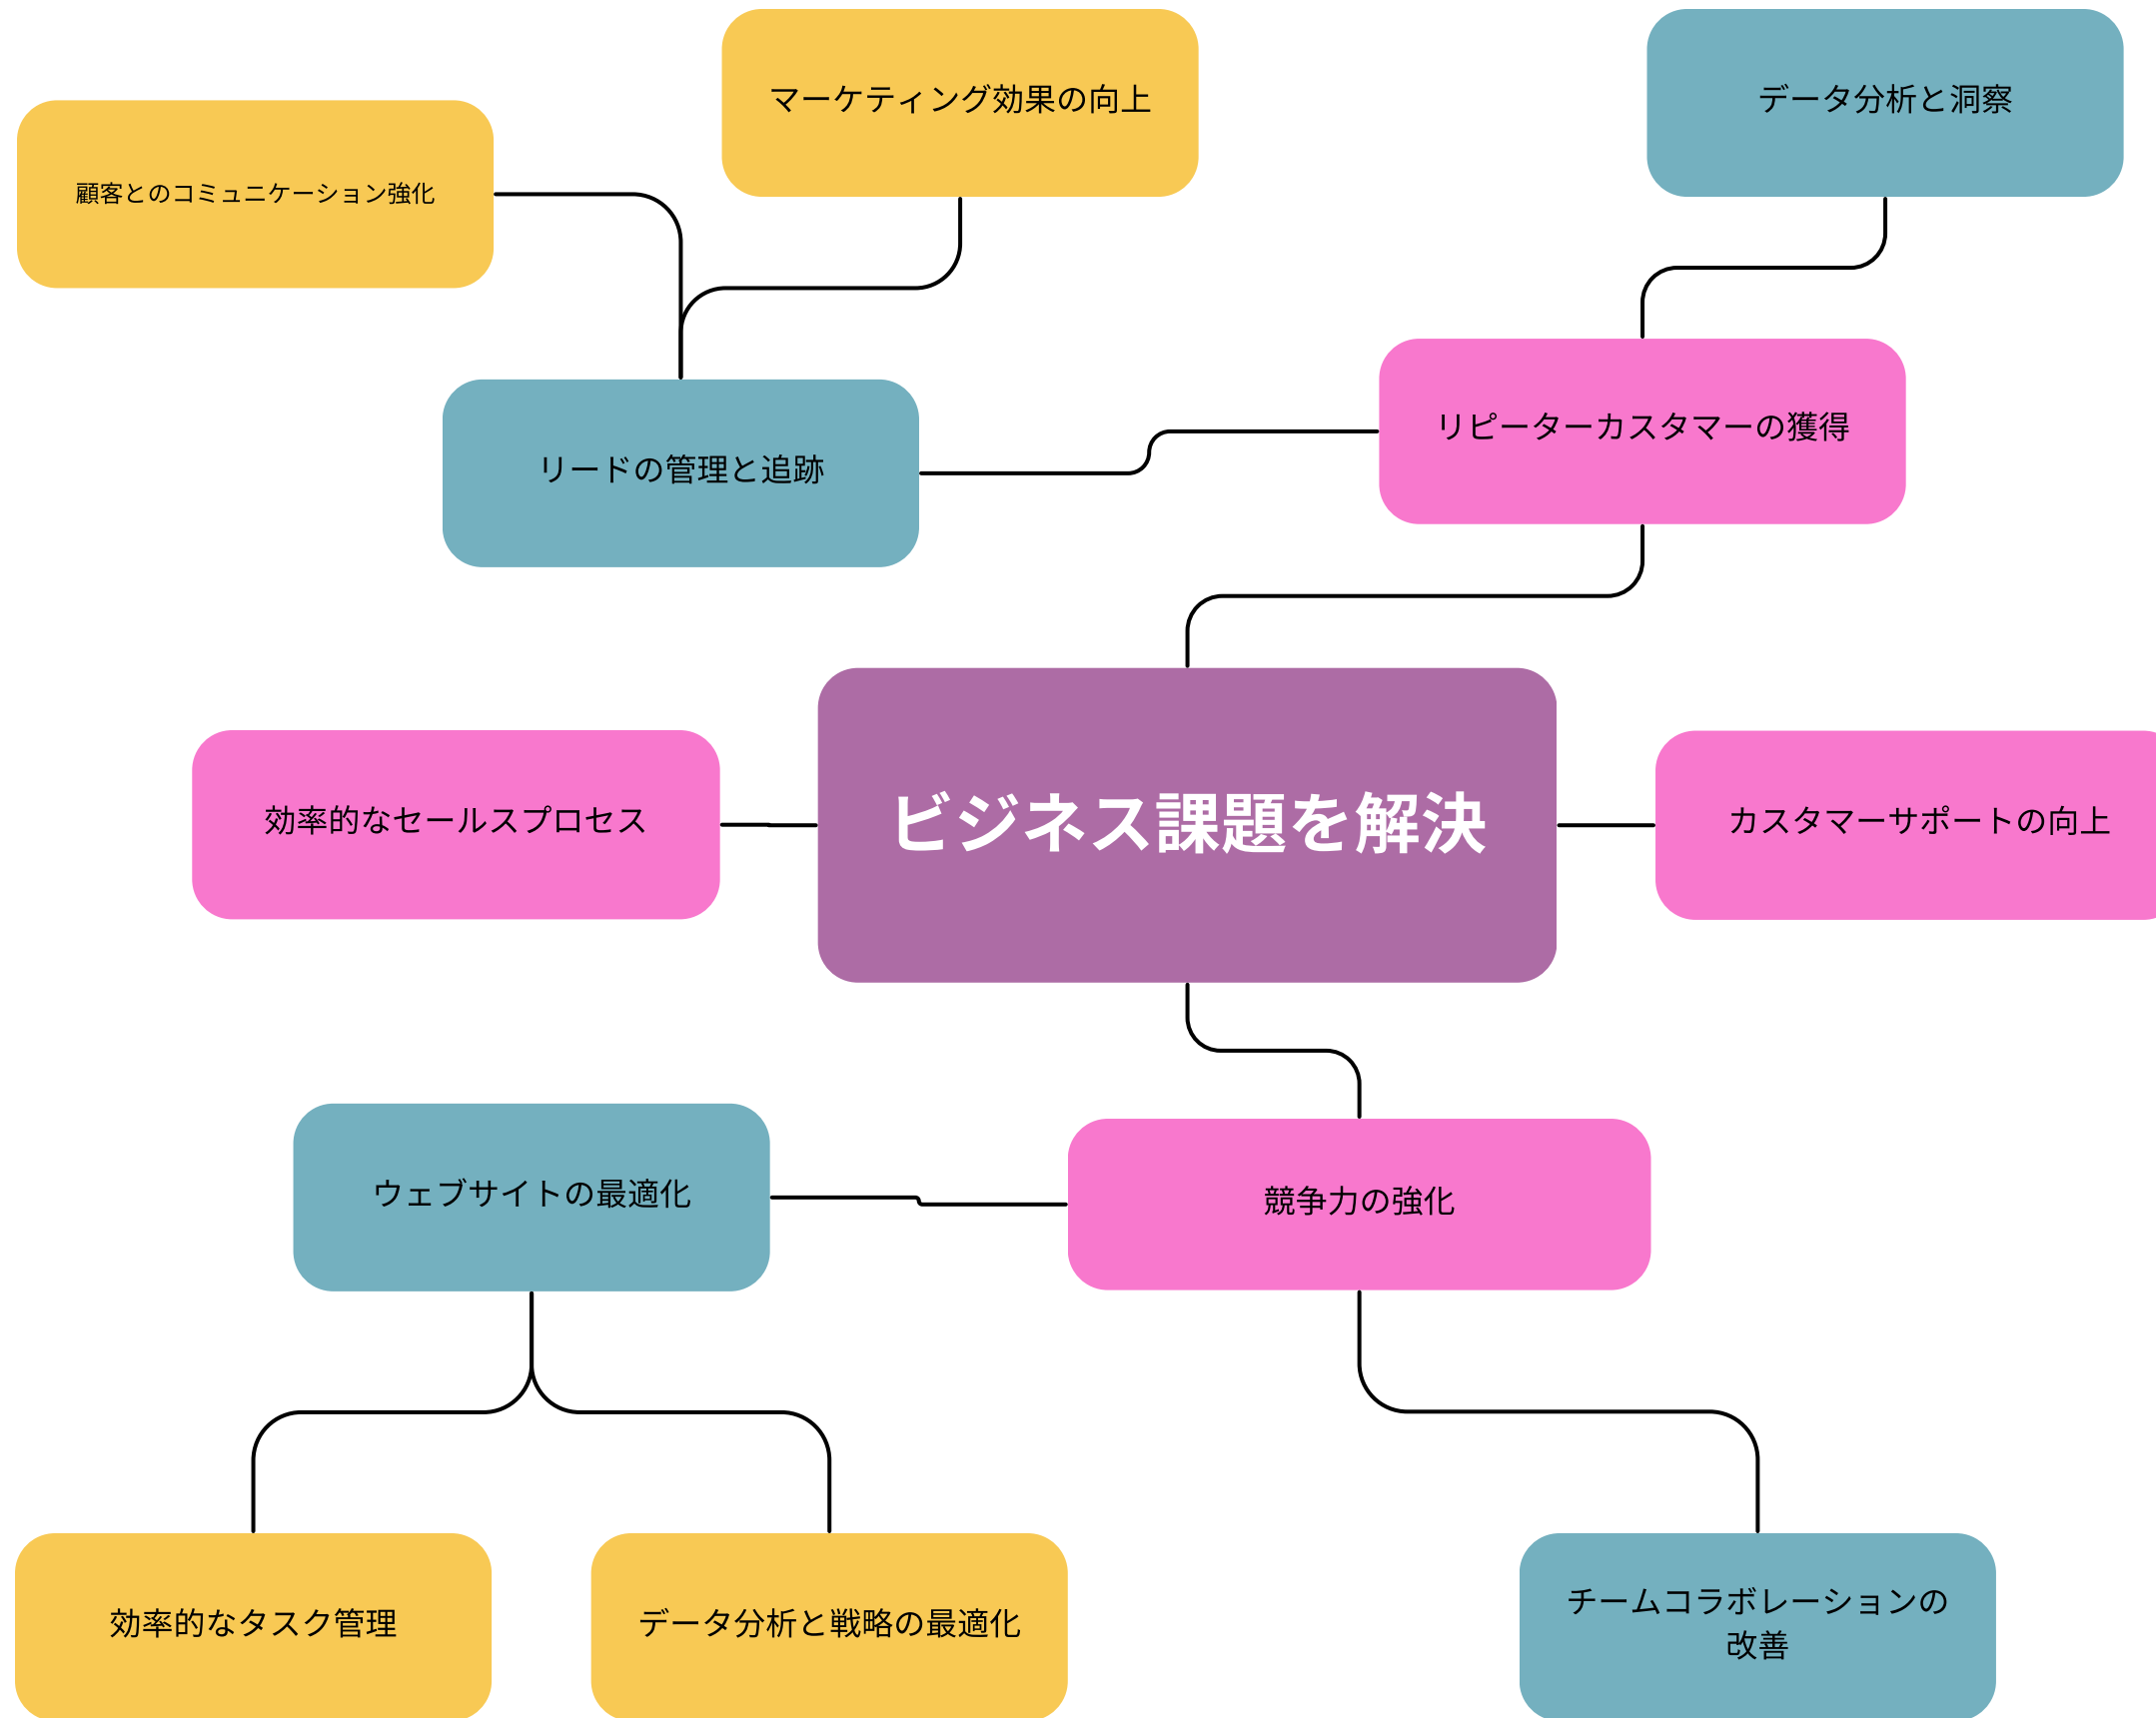 マーケティング効果の向上
データ分析と洞察
顧客とのコミュニケーション強化
リピーターカスタマーの獲得
リードの管理と追跡
効率的なセールスプロセス
ビジネス課題を解決
カスタマーサポートの向上
ウェブサイトの最適化
競争力の強化
効率的なタスク管理
データ分析と戦略の最適化
チームコラボレーションの
改善